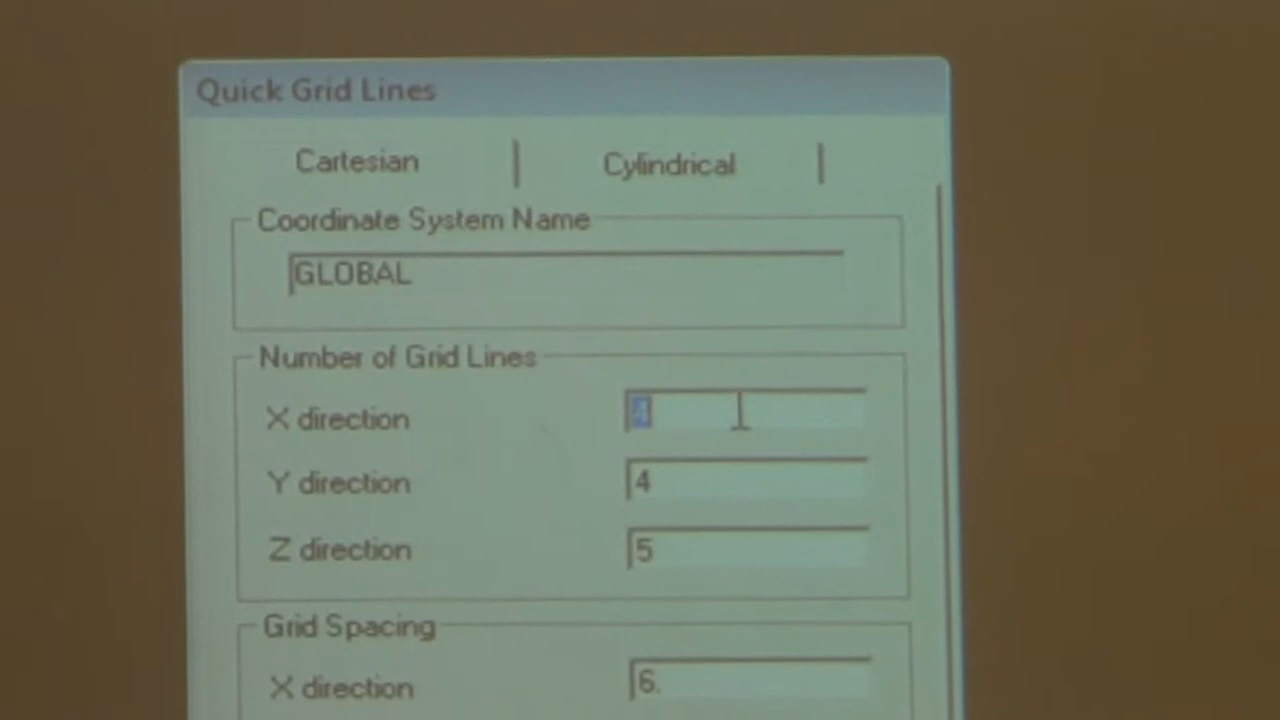 Quick Grid Lines
Cartesian Cylindrical
Coordinate System Name
GLOBAL
Number of Grid Lines
X direction 4
Y direction 4
Z direction 5
Grid Spacing
X direction 6.